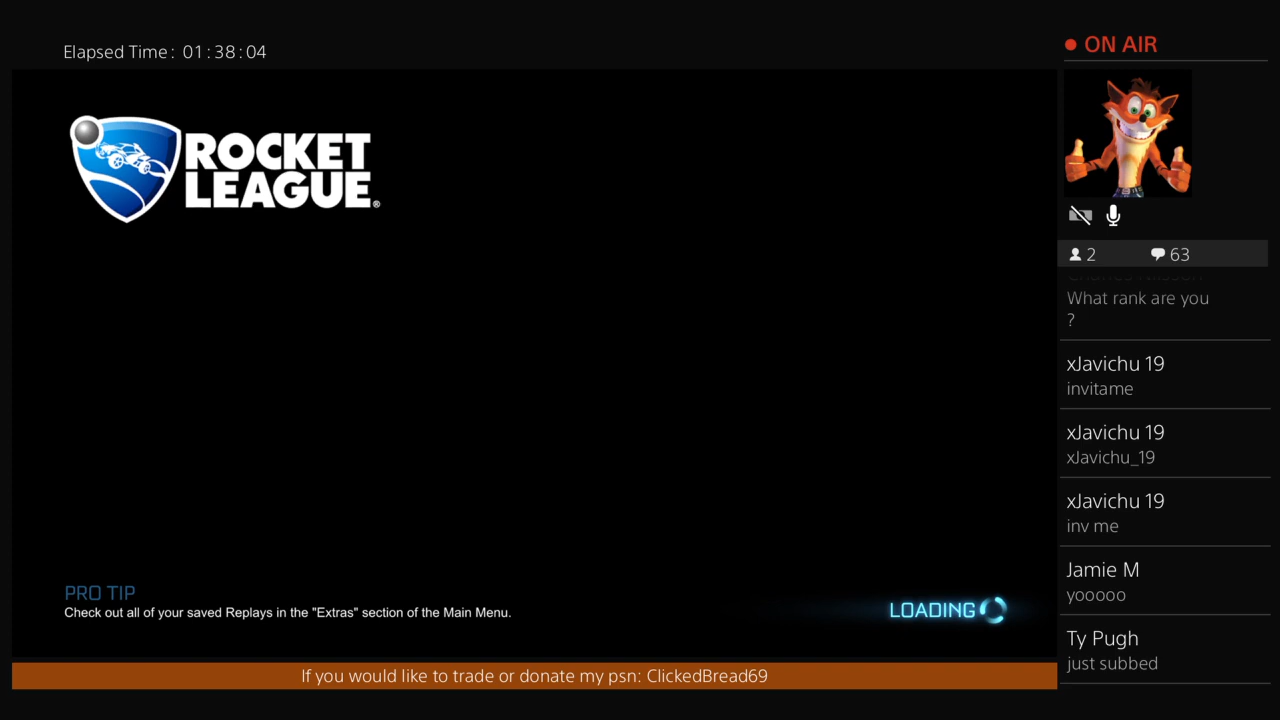 Elapsed Time: 01:38:04
ON AIR
ROCKET
LEAGUE®
2
63
What rank are you
?
xJavichu 19
invitame
xJavichu 19
xJavichu_19
xJavichu 19
inv me
Jamie M
yooooo
Ty Pugh
just subbed
PRO TIP
Check out all of your saved Replays in the "Extras" section of the Main Menu.
LOADING
If you would like to trade or donate my psn: ClickedBread69